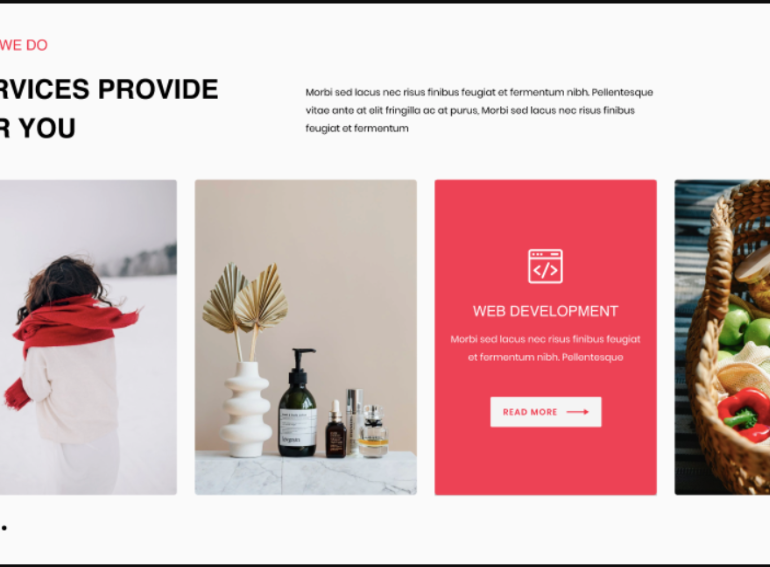 WE DO
RVICES PROVIDE
R YOU
Morbi sed lacus nec risus finibus feugiat et fermentum nibh. Pellentesque
vitae ante at elit fringilla ac at purus, Morbi sed lacus nec risus finibus
feugiat et fermentum
WEB DEVELOPMENT
Morbi sed lacus nec risus finibus feugiat
et fermentum nibh. Pellentesque
READ MORE